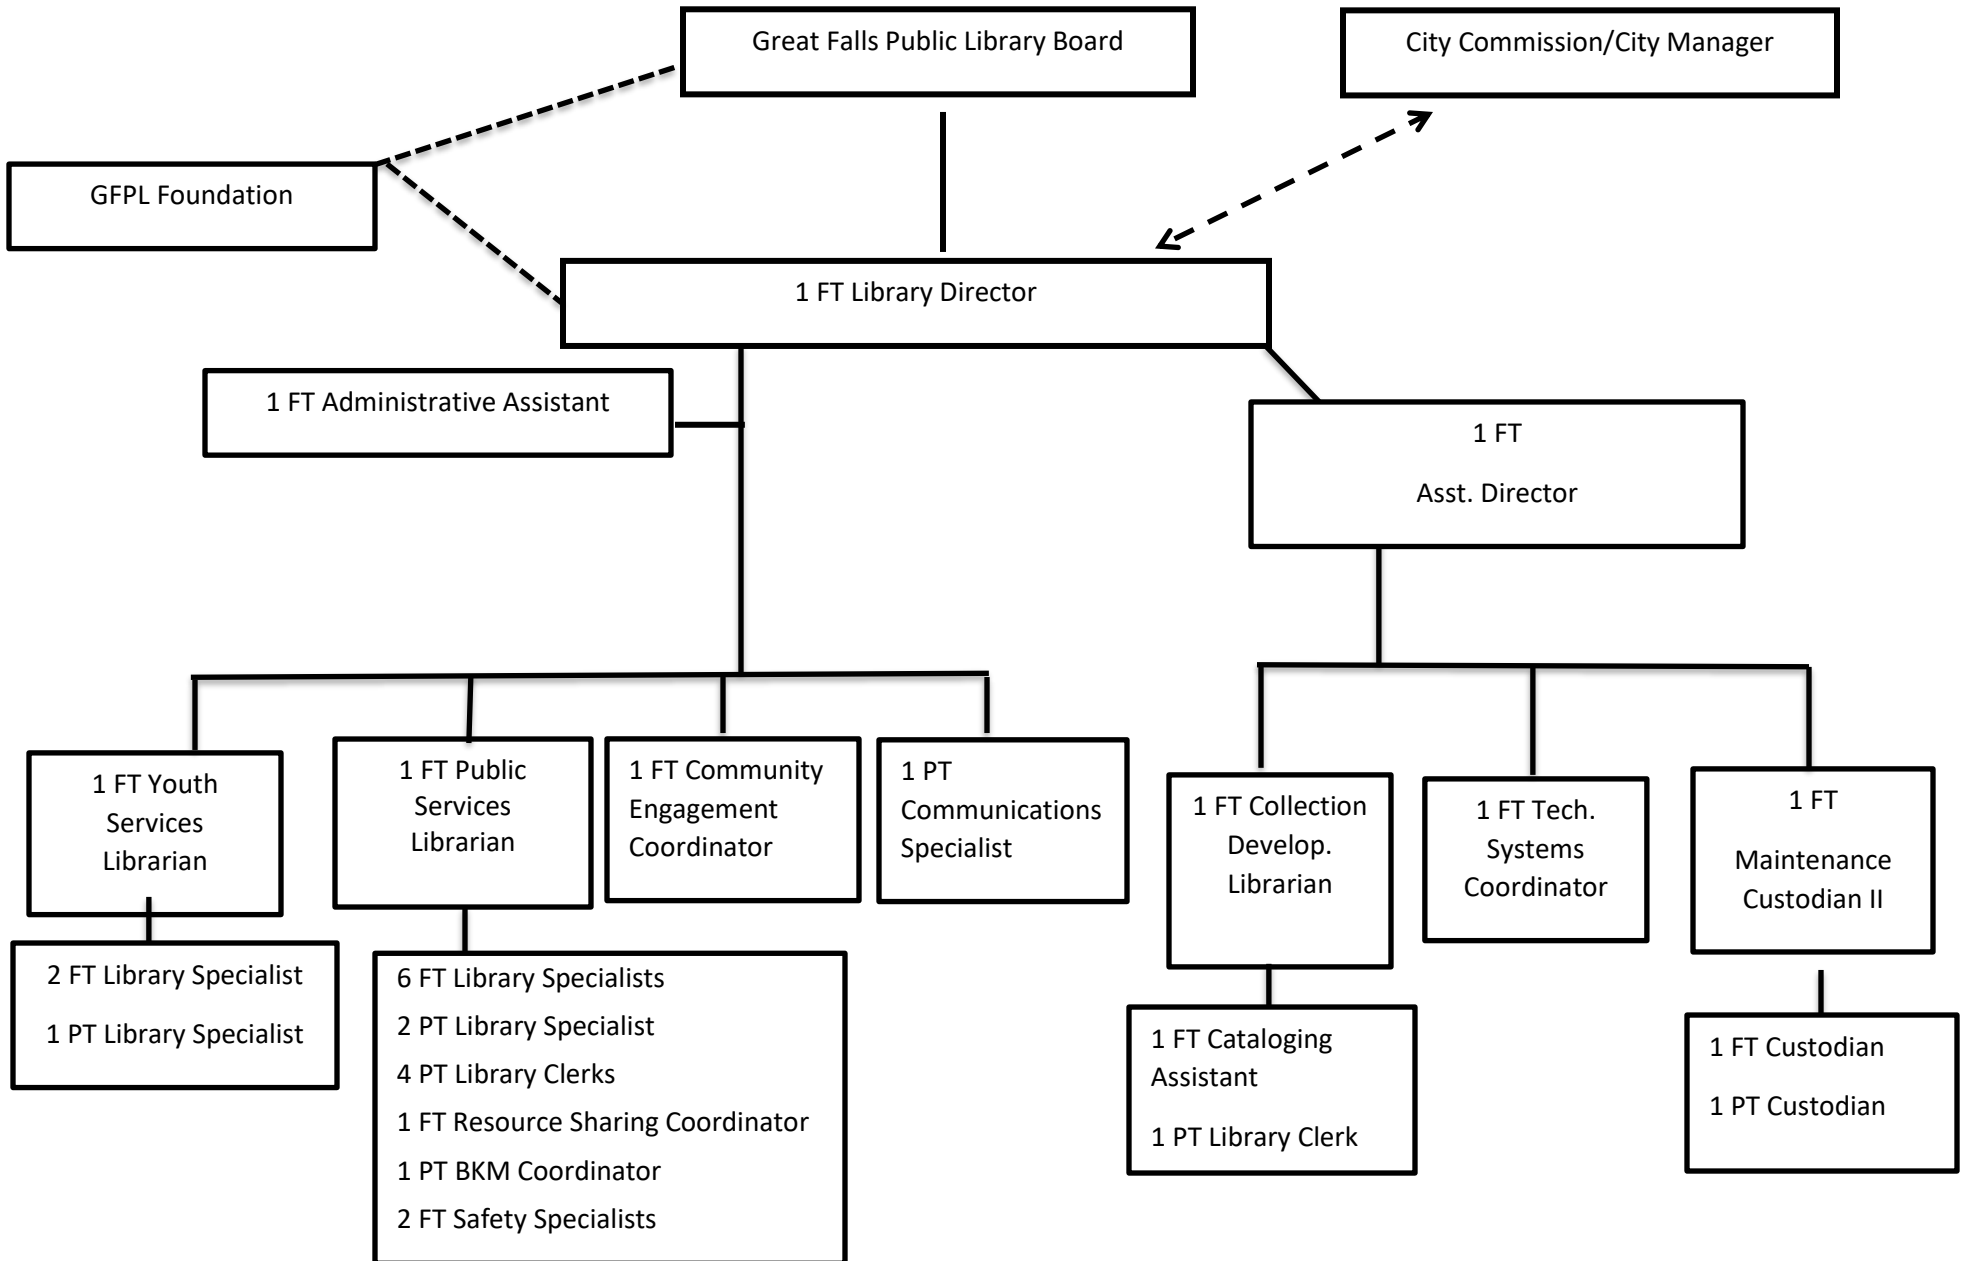 Great Falls Public Library Board
City Commission/City Manager
GFPL Foundation
1 FT Library Director
1 FT Administrative Assistant
1 FT
Asst. Director
1 FT Youth
Services
Librarian
1 FT Public
Services
Librarian
1 FT Community
Engagement
Coordinator
1 PT
Communications
Specialist
1 FT Collection
Develop.
Librarian
1 FT Tech.
Systems
Coordinator
1 FT
Maintenance
Custodian II
2 FT Library Specialist
1 PT Library Specialist
6 FT Library Specialists
2 PT Library Specialist
4 PT Library Clerks
1 FT Resource Sharing Coordinator
1 PT BKM Coordinator
2 FT Safety Specialists
1 FT Cataloging
Assistant
1 PT Library Clerk
1 FT Custodian
1 PT Custodian